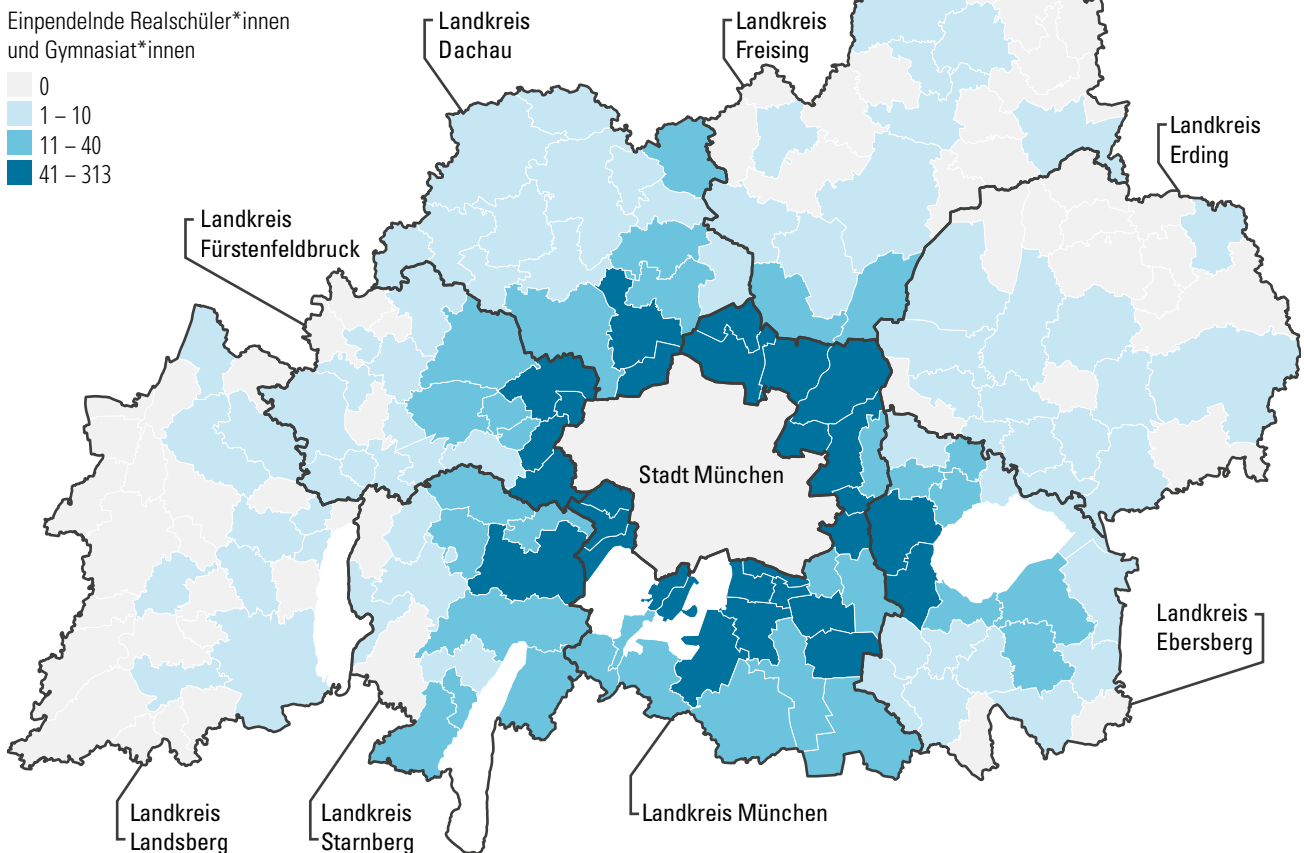 Einpendelnde Realschüler*innen
und Gymnasiat*innen
0
1 – 10
11 – 40
41 – 313
Landkreis
Dachau
Landkreis
Freising
Landkreis
Erding
Landkreis
Fürstenfeldbruck
Stadt München
Landkreis
Ebersberg
Landkreis
Landsberg
Landkreis
Starnberg
Landkreis München